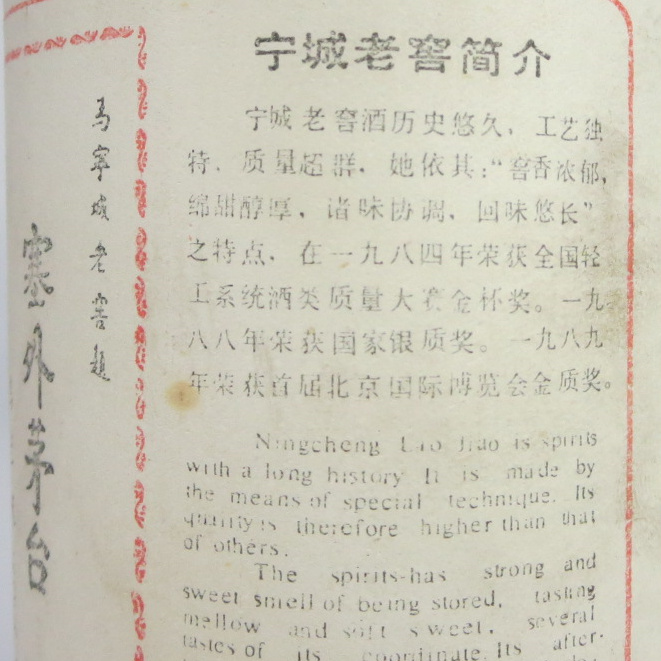 宁城老窖简介
宁城老窖酒历史悠久，工艺独
特，质量超群，她依其：“窖香浓郁，
绵甜醇厚，诸味协调，回味悠长”
之特点，在一九八四年荣获全国轻
工系统酒类质量大赛金杯奖。一九
八八年荣获国家银质奖。一九八九
年荣获首届北京国际博览会金质奖。
Ningcheng Lao Jiao is spirits
with a long history It is made by
the means of special technique. Its
quality is therefore higher than that
of others.
The spirits-has strong and
sweet smell of being stored, tasting
mellow and soft sweet, several
tastes of its coordinate. Its after-
为寧城老窖题
塞外茅台